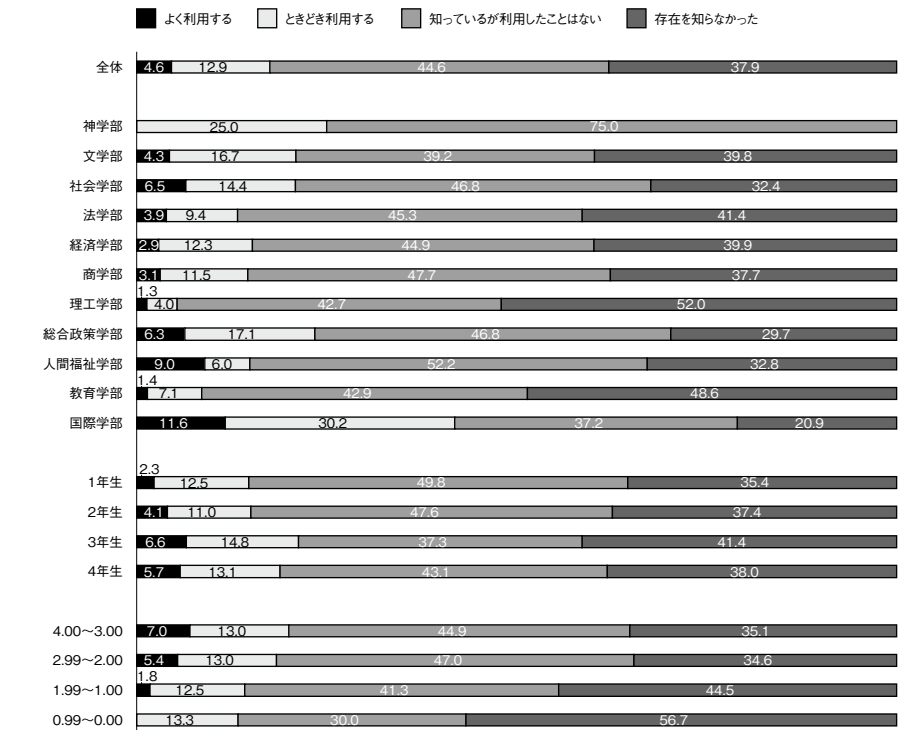 よく利用する ときどき利用する 知っているが利用したことはない 存在を知らなかった
全体 4.6 12.9 44.6 37.9
神学部 25.0 75.0
文学部 4.3 16.7 39.2 39.8
社会学部 6.5 14.4 46.8 32.4
法学部 3.9 9.4 45.3 41.4
経済学部 2.9 12.3 44.9 39.9
商学部 3.1 11.5 47.7 37.7
理工学部 1.3 4.0 42.7 52.0
総合政策学部 6.3 17.1 46.8 29.7
人間福祉学部 9.0 6.0 52.2 32.8
教育学部 1.4 7.1 42.9 48.6
国際学部 11.6 30.2 37.2 20.9
1年生 2.3 12.5 49.8 35.4
2年生 4.1 11.0 47.6 37.4
3年生 6.6 14.8 37.3 41.4
4年生 5.7 13.1 43.1 38.0
4.00～3.00 7.0 13.0 44.9 35.1
2.99～2.00 5.4 13.0 47.0 34.6
1.99～1.00 1.8 12.5 41.3 44.5
0.99～0.00 13.3 30.0 56.7